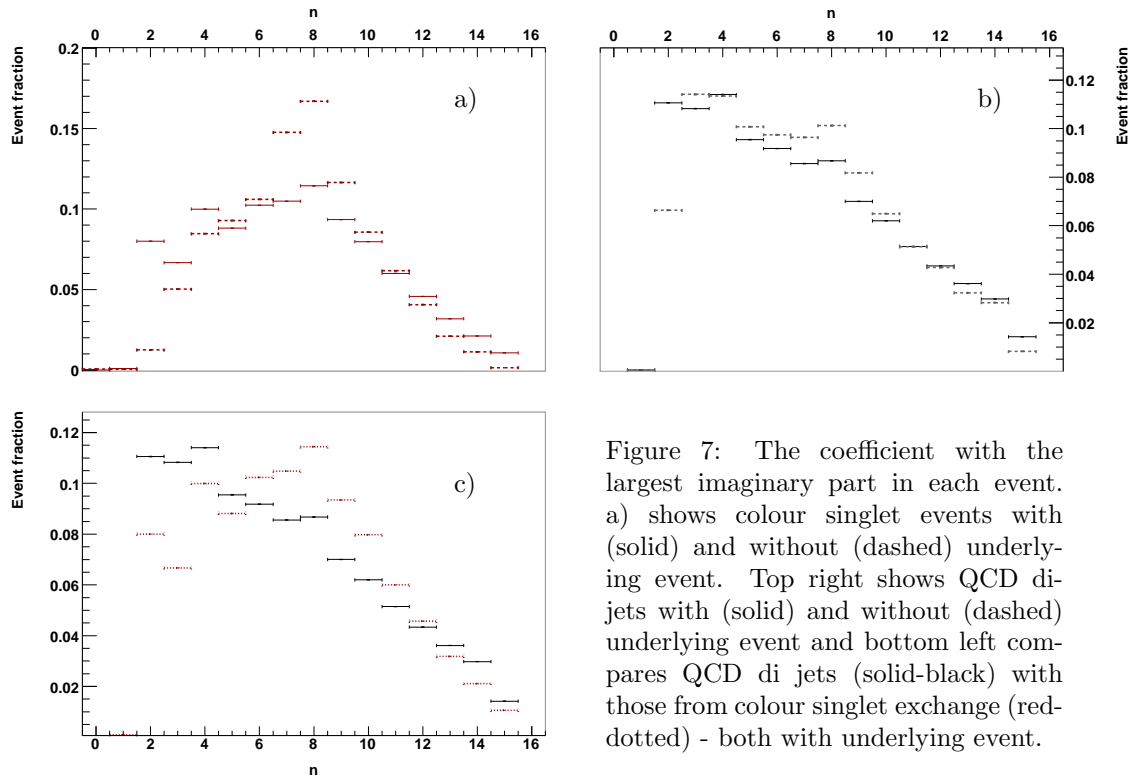 n
0 2 4 6 8 10 12 14 16
Event fraction
0.2
0.15
0.1
0.05
0
a)
n
0 2 4 6 8 10 12 14 16
Event fraction
0.12
0.1
0.08
0.06
0.04
0.02
b)
Event fraction
0.12
0.1
0.08
0.06
0.04
0.02
c)
0 2 4 6 8 10 12 14 16
n
Figure 7: The coefficient with the
largest imaginary part in each event.
a) shows colour singlet events with
(solid) and without (dashed) underly-
ing event. Top right shows QCD di-
jets with (solid) and without (dashed)
underlying event and bottom left com-
pares QCD di jets (solid-black) with
those from colour singlet exchange (red-
dotted) - both with underlying event.